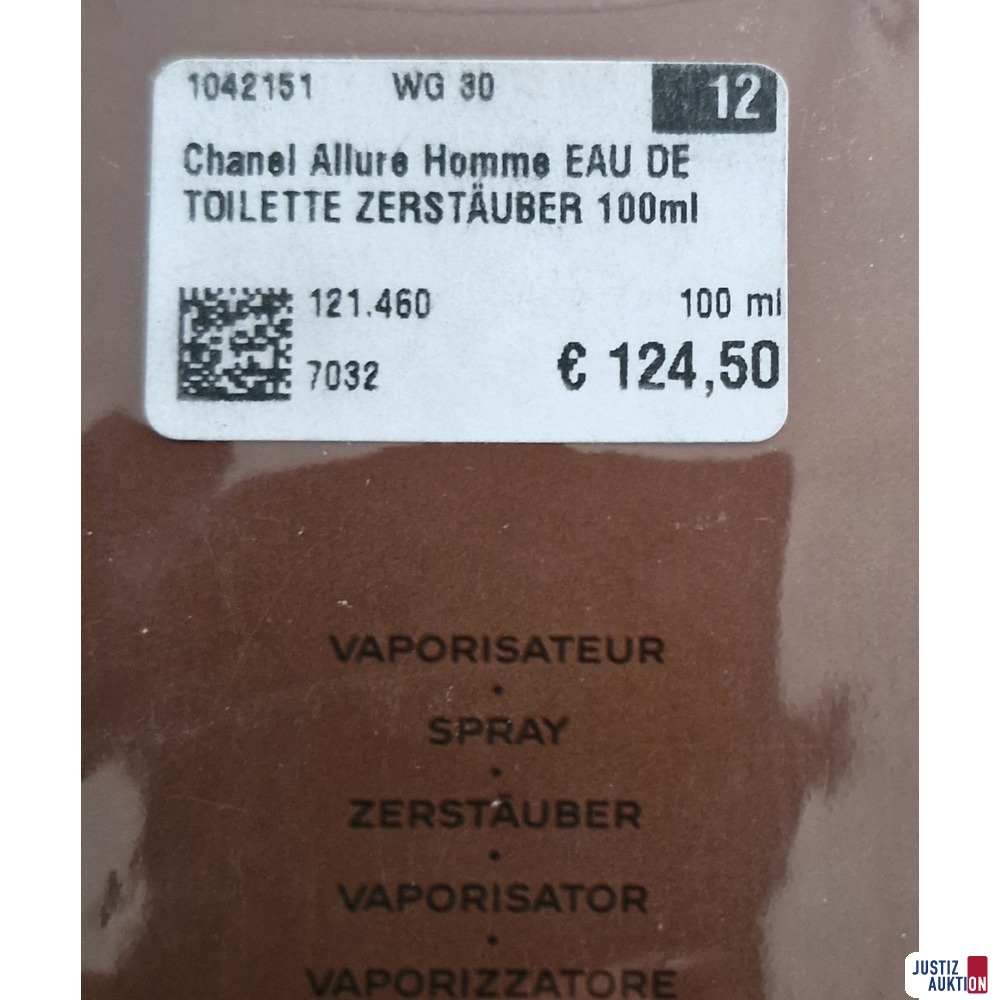 1042151 WG 30 12
Chanel Allure Homme EAU DE
TOILETTE ZERSTÄUBER 100ml
121.460 100 ml
7032 € 124,50
VAPORISATEUR
•
SPRAY
•
ZERSTÄUBER
•
VAPORISATOR
•
VAPORIZZATORE
JUSTIZ
AUKTION